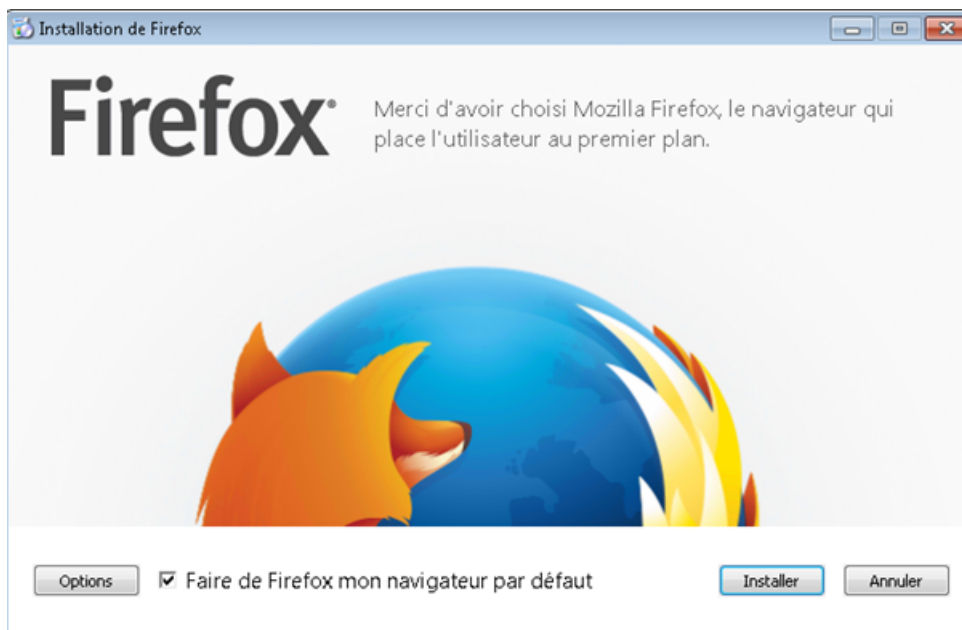 Installation de Firefox
Firefox®
Merci d'avoir choisi Mozilla Firefox, le navigateur qui
place l'utilisateur au premier plan.
Options
Faire de Firefox mon navigateur par défaut
Installer
Annuler